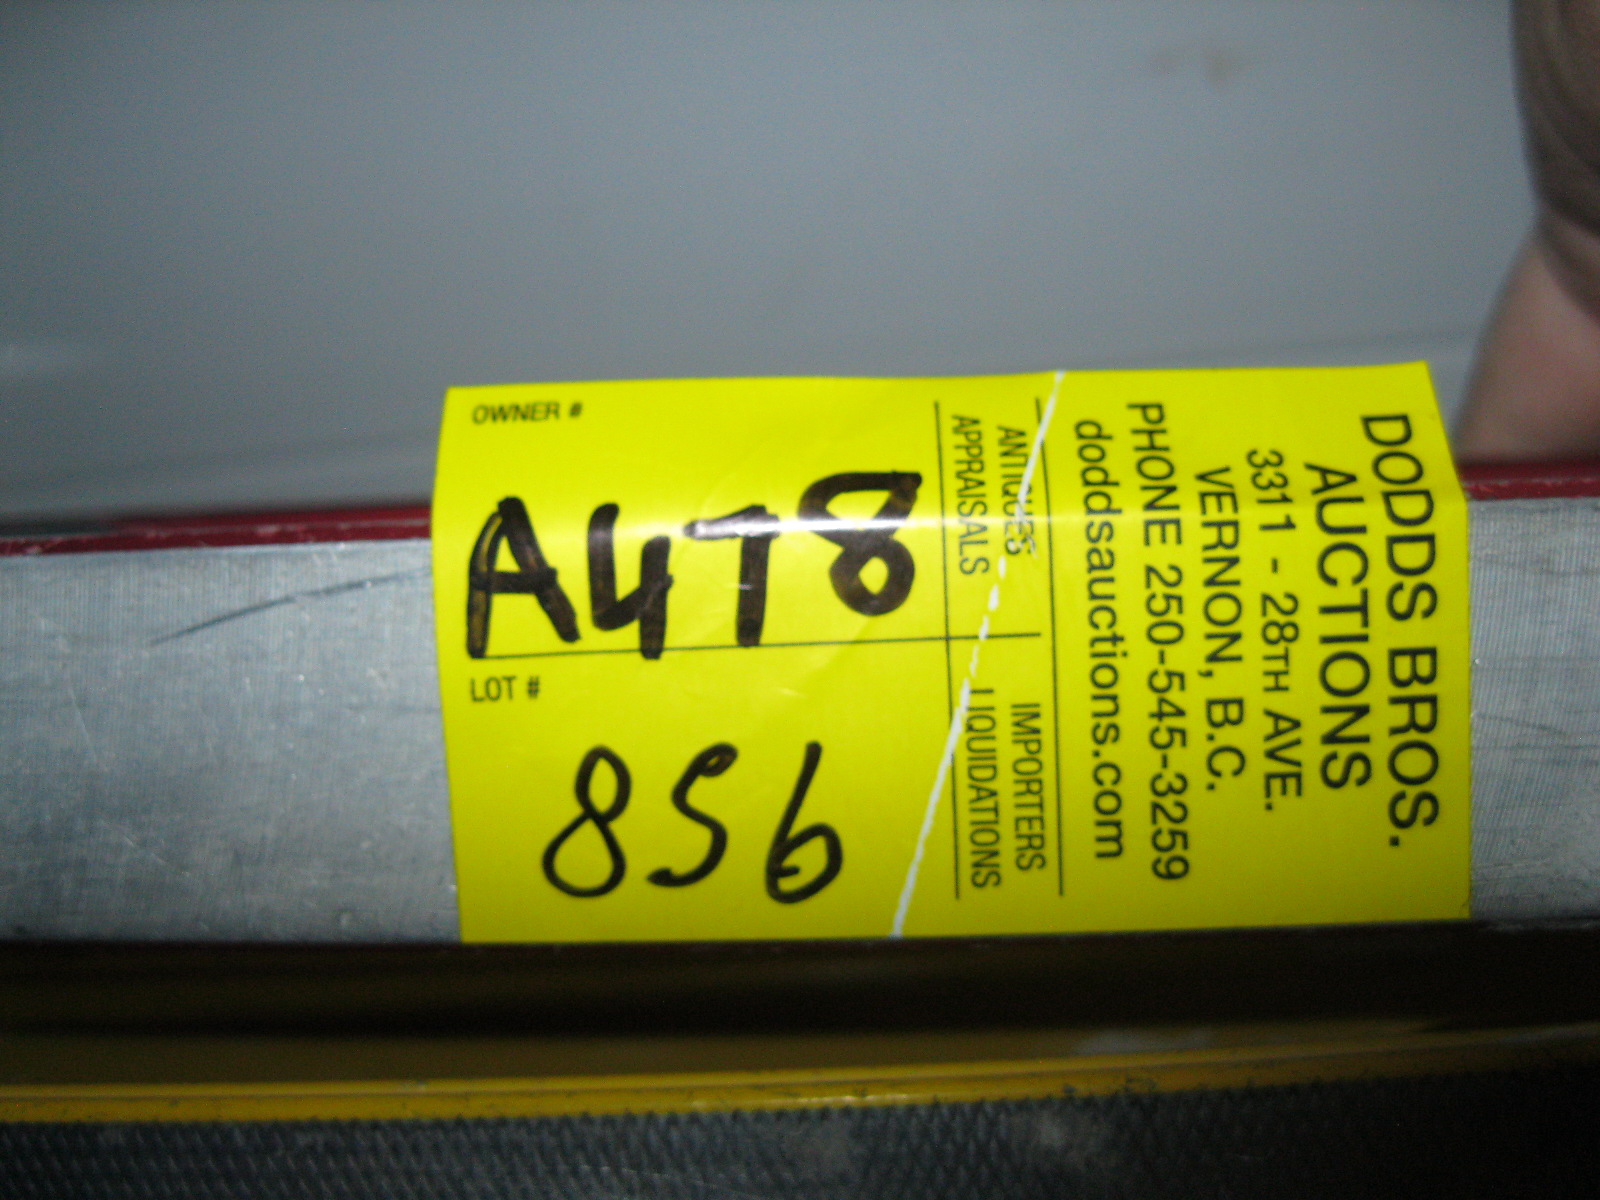 OWNER #
A478
LOT #
856
ANTIQUES
APPRAISALS
IMPORTERS
LIQUIDATIONS
DODDS BROS.
AUCTIONS
3311 - 28TH AVE.
VERNON, B.C.
PHONE 250-545-3259
doddsauctions.com